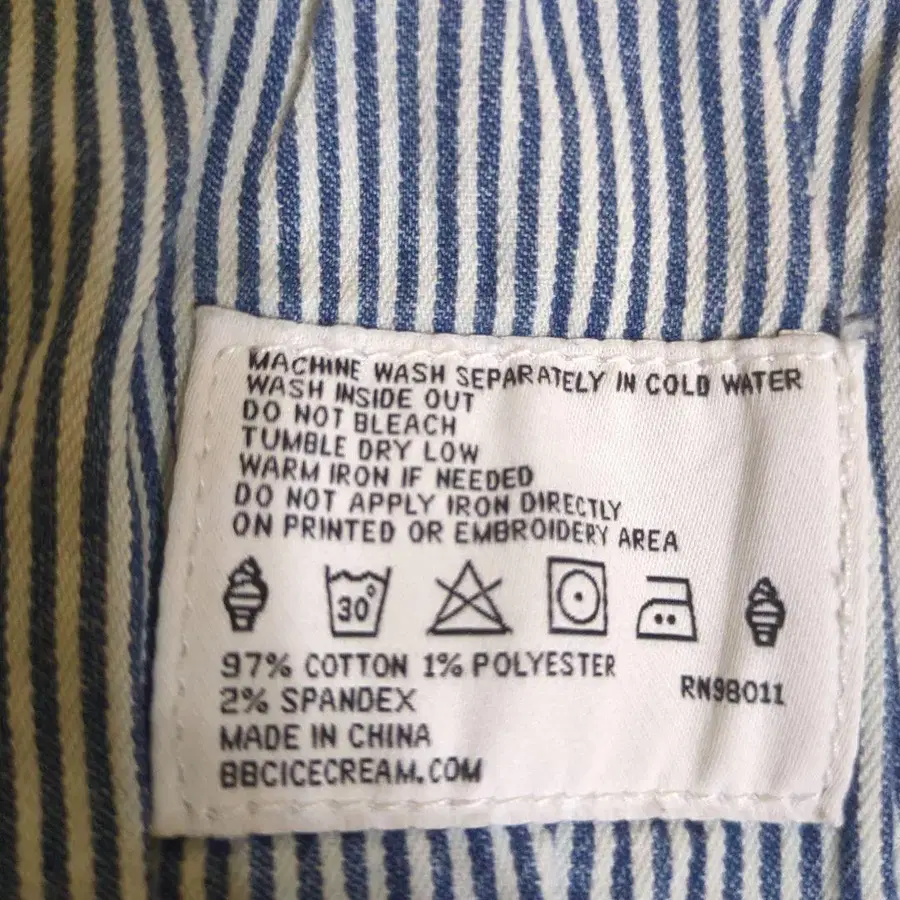 MACHINE WASH SEPARATELY IN COLD WATER
WASH INSIDE OUT
DO NOT BLEACH
TUMBLE DRY LOW
WARM IRON IF NEEDED
DO NOT APPLY IRON DIRECTLY
ON PRINTED OR EMBROIDERY AREA
30°
97% COTTON 1% POLYESTER
2% SPANDEX
RN98011
MADE IN CHINA
BBCICECREAM.COM